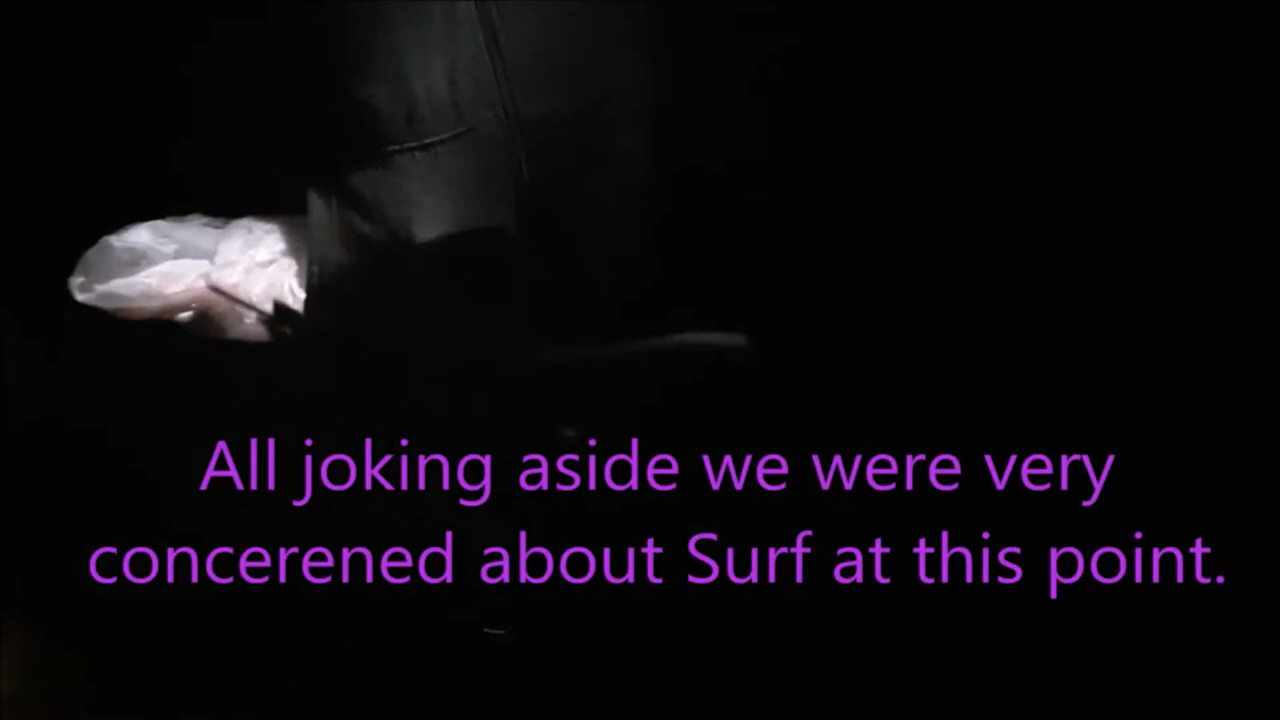 All joking aside we were very
concerened about Surf at this point.